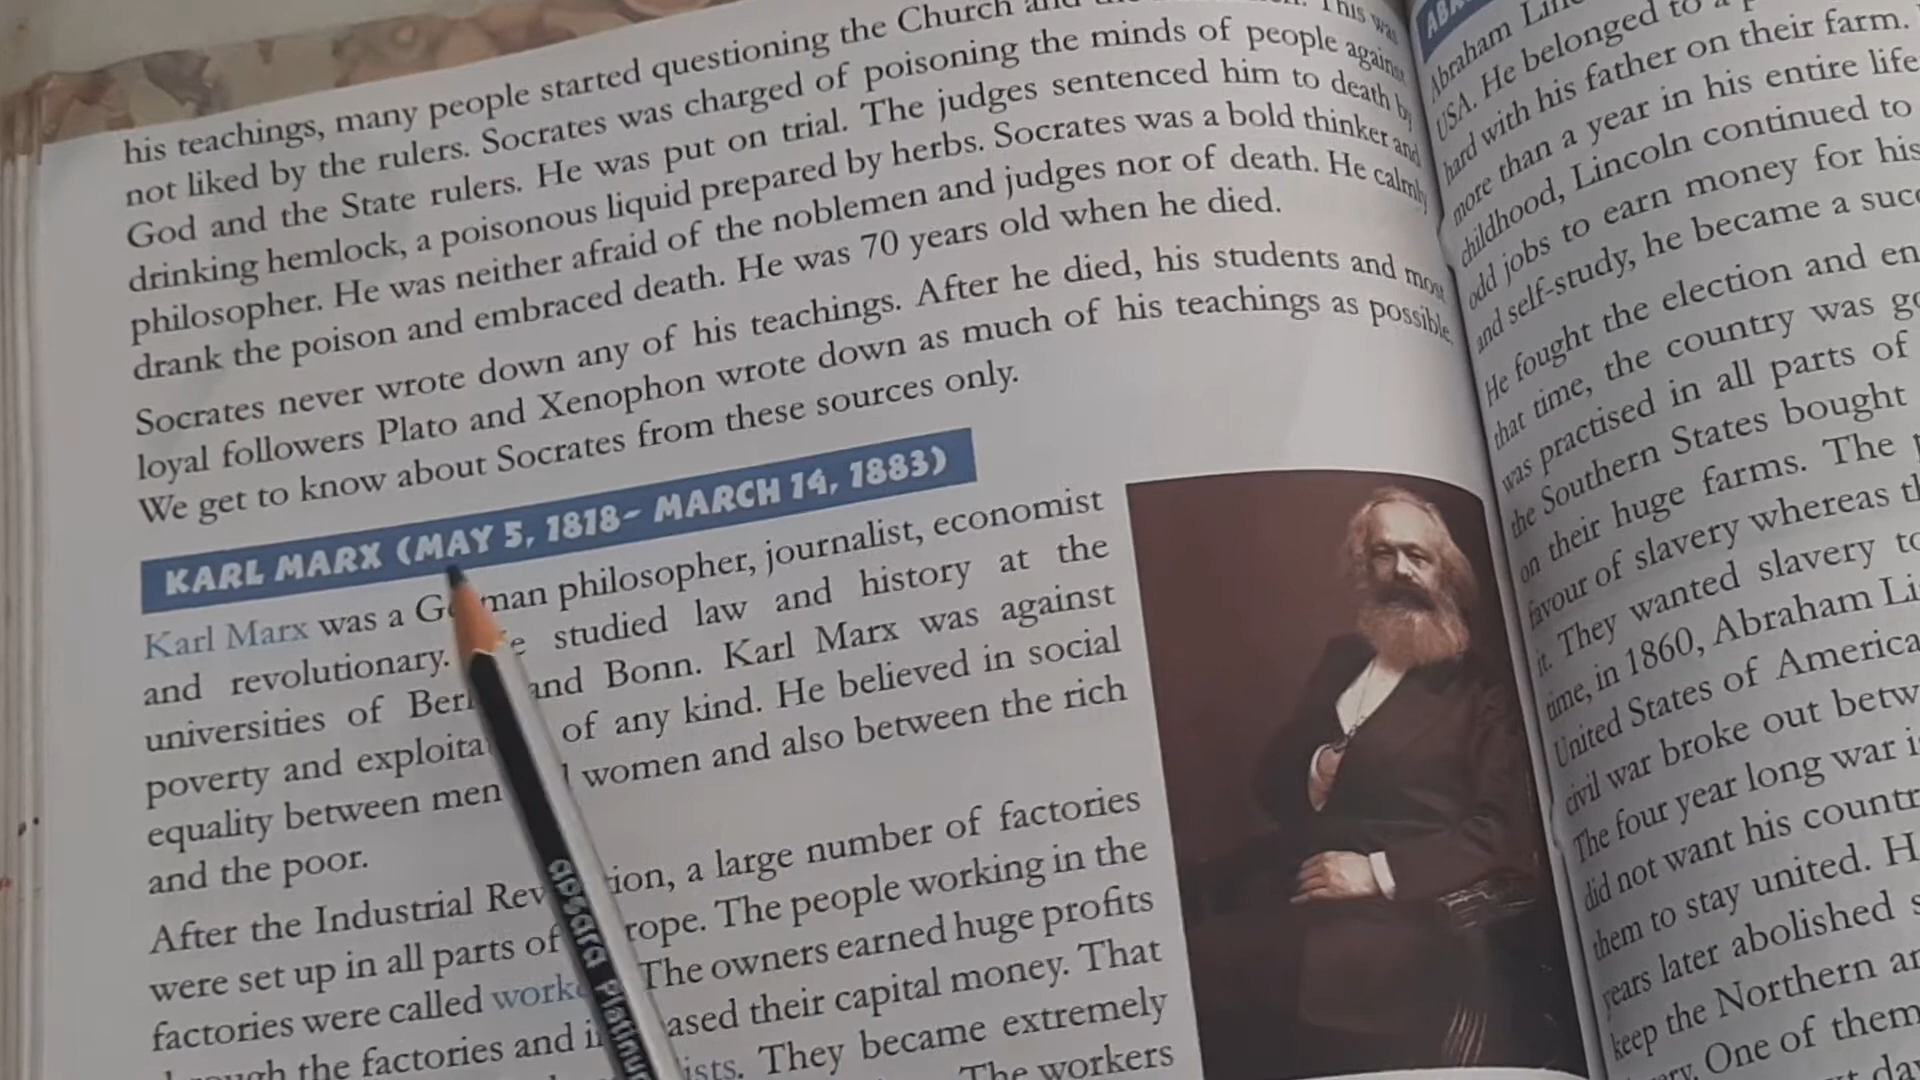 his teachings, many people started questioning the Church and This was
not liked by the rulers. Socrates was charged of poisoning the minds of people against
God and the State rulers. He was put on trial. The judges sentenced him to death by
drinking hemlock, a poisonous liquid prepared by herbs. Socrates was a bold thinker and
philosopher. He was neither afraid of the noblemen and judges nor of death. He calmly
drank the poison and embraced death. He was 70 years old when he died.
Socrates never wrote down any of his teachings. After he died, his students and most
loyal followers Plato and Xenophon wrote down as much of his teachings as possible.
We get to know about Socrates from these sources only.
KARL MARX (MAY 5, 1818- MARCH 14, 1883)
Karl Marx was a G man philosopher, journalist, economist
and revolutionary. e studied law and history at the
universities of Ber and Bonn. Karl Marx was against
poverty and exploita of any kind. He believed in social
equality between men women and also between the rich
and the poor.
After the Industrial Rev ion, a large number of factories
were set up in all parts of rope. The people working in the
factories were called work The owners earned huge profits
the factories and i ased their capital money. That
ists. They became extremely
The workers
apsara Platinum
Abraham
USA. He belonged to a
hard with his father on their farm.
more than a year in his entire life
childhood, Lincoln continued to
odd jobs to earn money for his
and self-study, he became a succ
He fought the election and en
that time, the country was go
was practised in all parts of
the Southern States bought
on their huge farms. The
favour of slavery whereas th
it. They wanted slavery to
time, in 1860, Abraham Li
United States of America
civil war broke out betw
The four year long war i
did not want his countr
them to stay united. H
years later abolished s
keep the Northern an
One of them